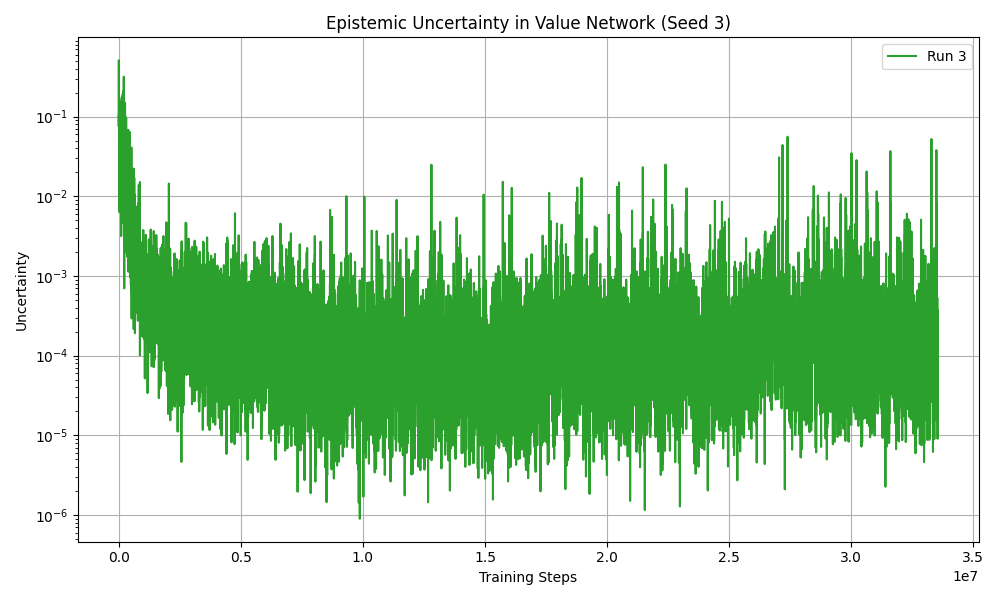 Epistemic Uncertainty in Value Network (Seed 3)
Run 3
Uncertainty
10^-1
10^-2
10^-3
10^-4
10^-5
10^-6
0.0 0.5 1.0 1.5 2.0 2.5 3.0 3.5
1e7
Training Steps